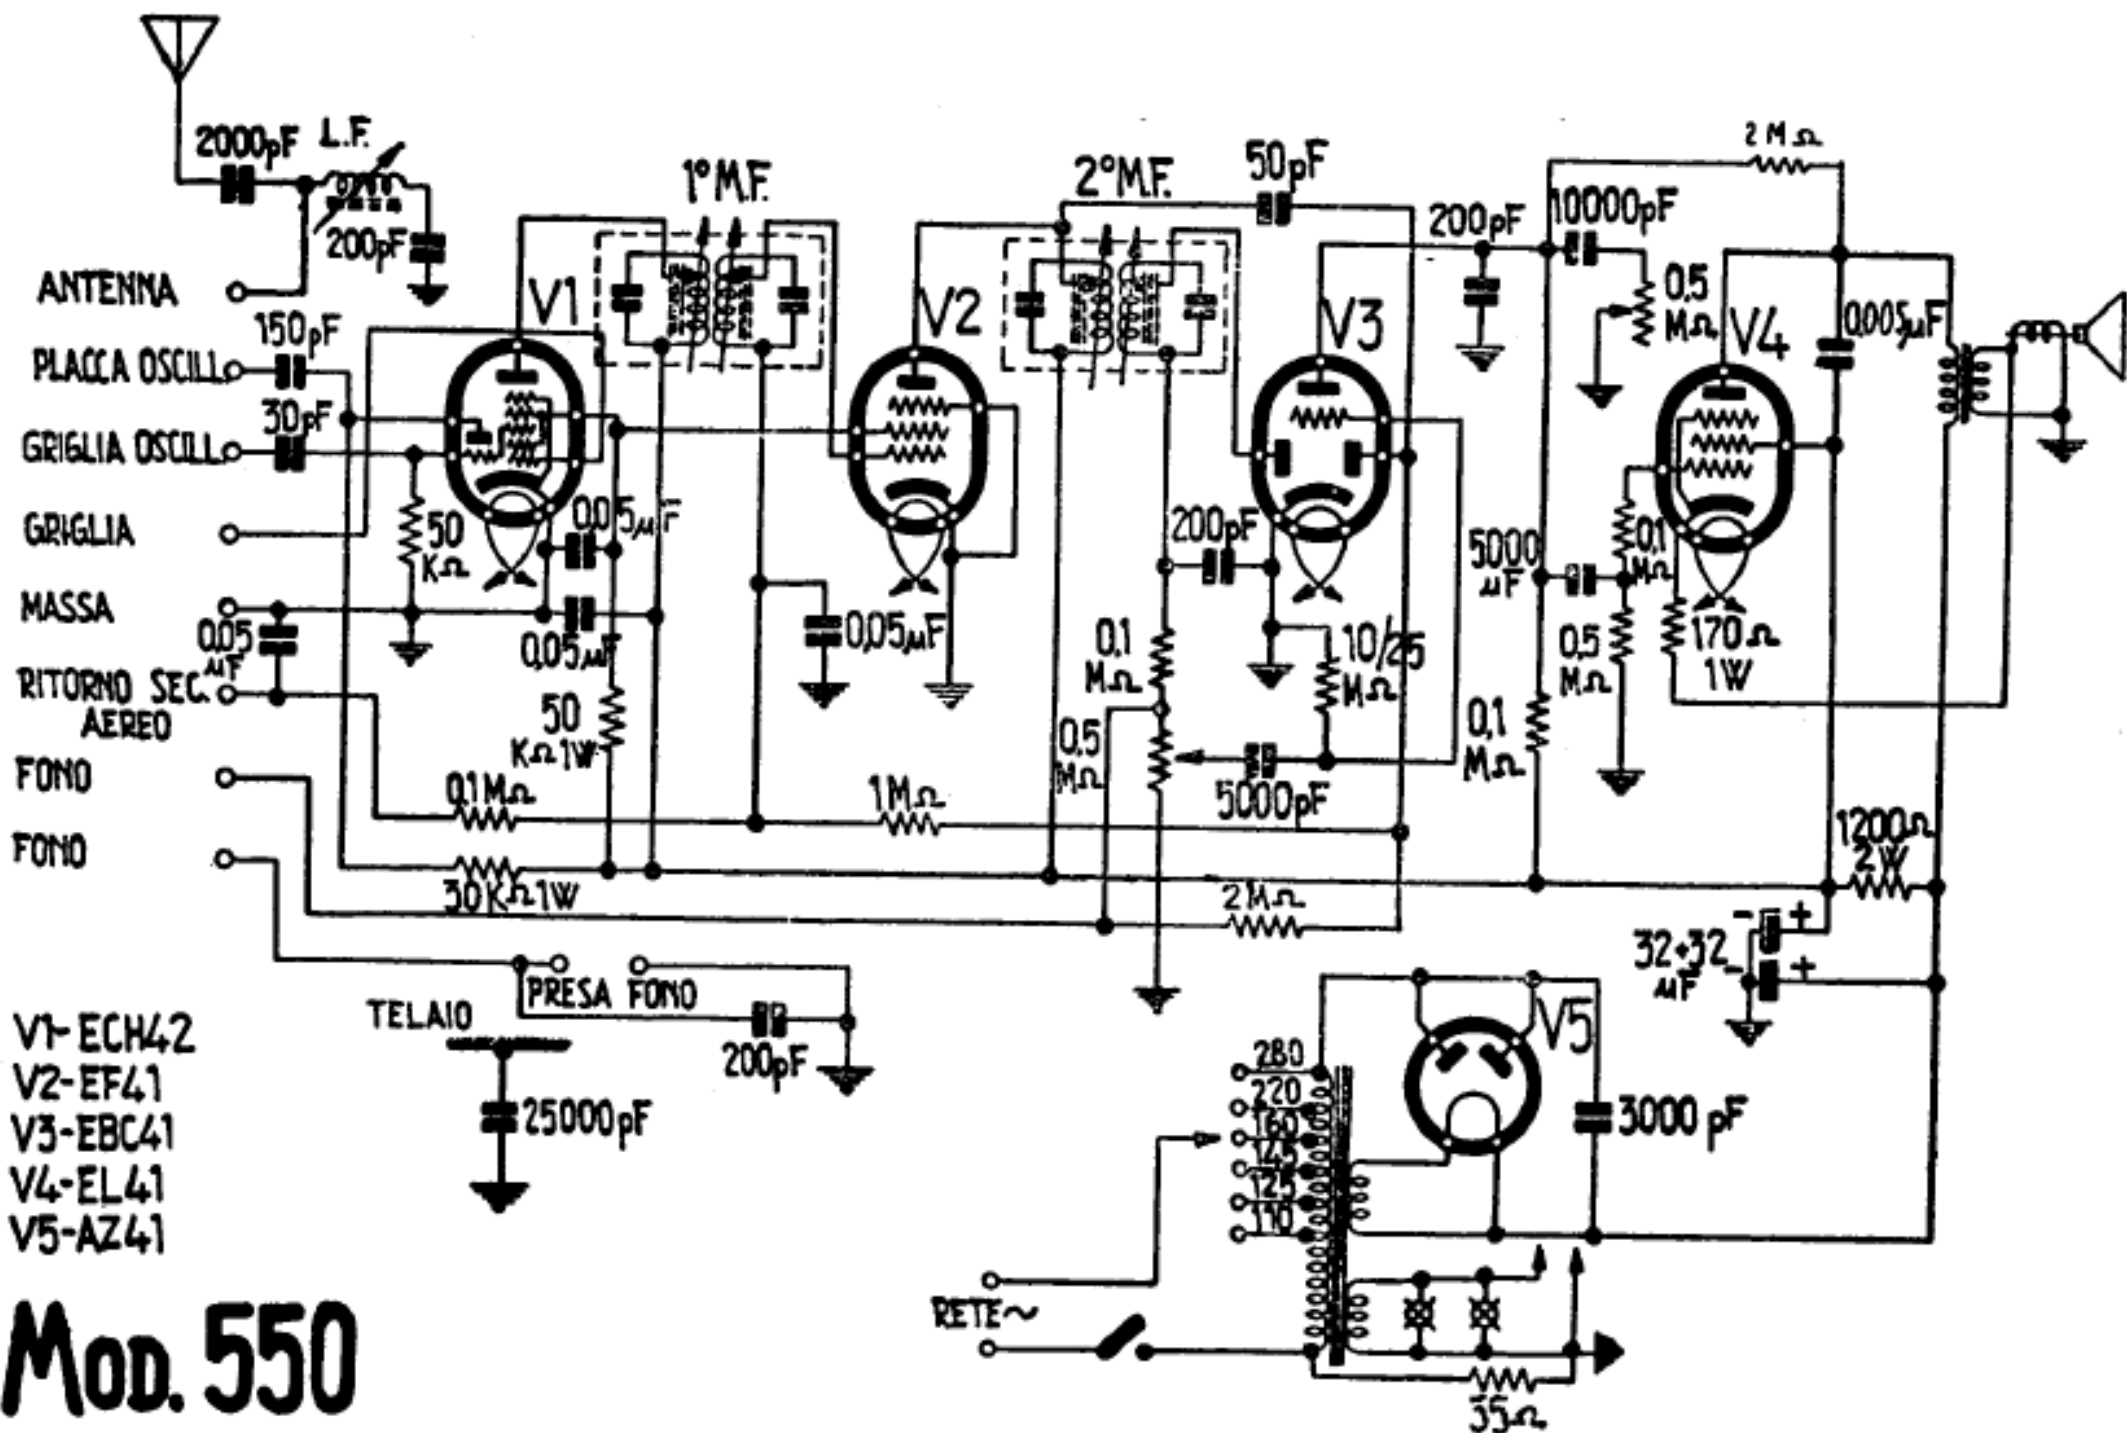 2000pF
L.F.
200pF
1° M.F.
2° M.F.
50pF
2 MΩ
200pF
10000pF
ANTENNA
V1
V2
V3
0,5
MΩ
V4
0,005µF
150pF
PLACCA OSCILL.
30pF
GRIGLIA OSCILL.
GRIGLIA
50
KΩ
0,05µF
200pF
5000
µF
0,1
MΩ
MASSA
0,05
µF
0,05µF
0,05µF
0,1
MΩ
10/25
MΩ
0,5
MΩ
170Ω
1W
RITORNO SEC.
AEREO
50
KΩ 1W
0,5
MΩ
0,1
MΩ
FONO
0,1MΩ
1MΩ
5000pF
1200Ω
2W
FONO
30KΩ1W
2MΩ
- +
32+32
µF
- +
PRESA FONO
TELAIO
200pF
25000pF
V1-ECH42
V2-EF41
V3-EBC41
V4-EL41
V5-AZ41
V5
280
220
160
145
125
110
3000 pF
RETE~
35Ω
MOD. 550